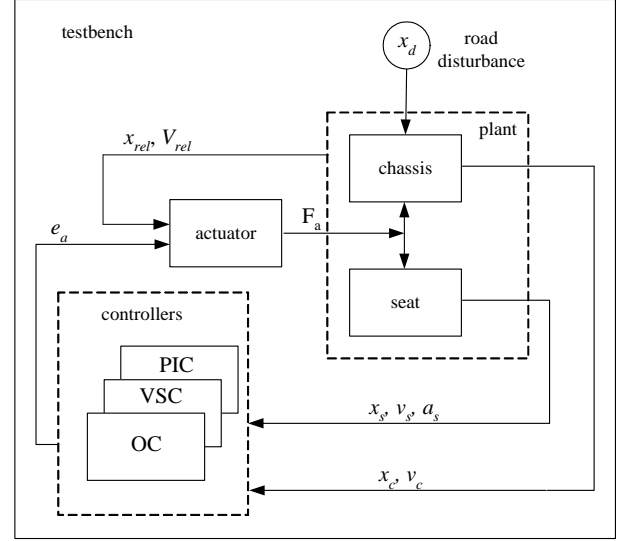 testbench
x_d
road
disturbance
plant
x_rel, V_rel
chassis
F_a
actuator
e_a
seat
controllers
PIC
VSC
OC
x_s, v_s, a_s
x_c, v_c